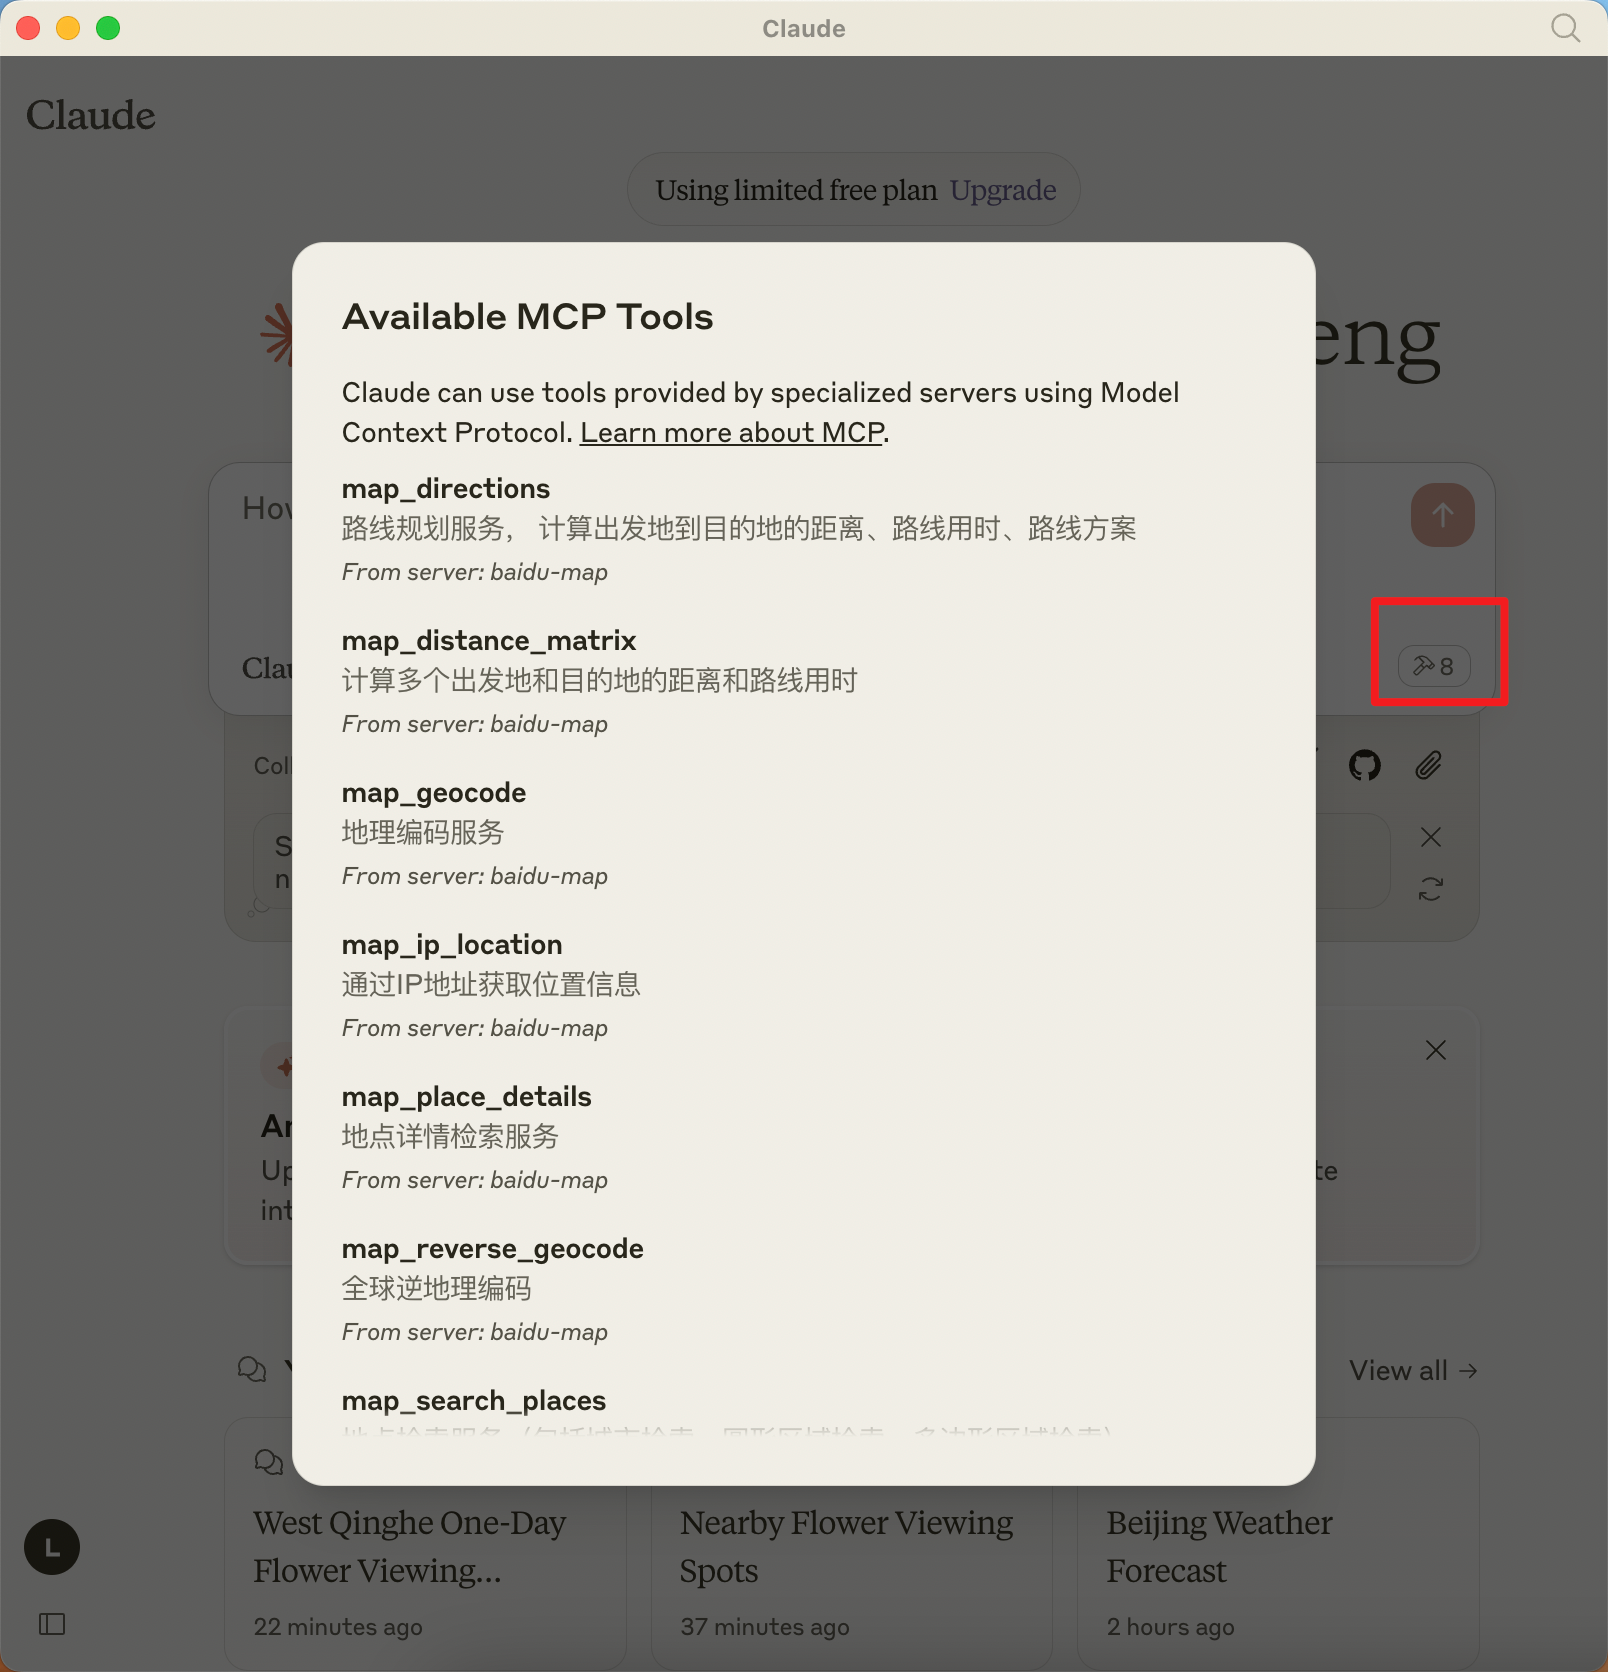 Claude
Claude
Using limited free plan Upgrade
eng
Available MCP Tools
Claude can use tools provided by specialized servers using Model
Context Protocol. Learn more about MCP.
map_directions
路线规划服务， 计算出发地到目的地的距离、路线用时、路线方案
From server: baidu-map
map_distance_matrix
计算多个出发地和目的地的距离和路线用时
From server: baidu-map
8
map_geocode
地理编码服务
From server: baidu-map
map_ip_location
通过IP地址获取位置信息
From server: baidu-map
map_place_details
地点详情检索服务
From server: baidu-map
map_reverse_geocode
全球逆地理编码
From server: baidu-map
map_search_places
View all →
West Qinghe One-Day
Flower Viewing...
22 minutes ago
Nearby Flower Viewing
Spots
37 minutes ago
Beijing Weather
Forecast
2 hours ago
L